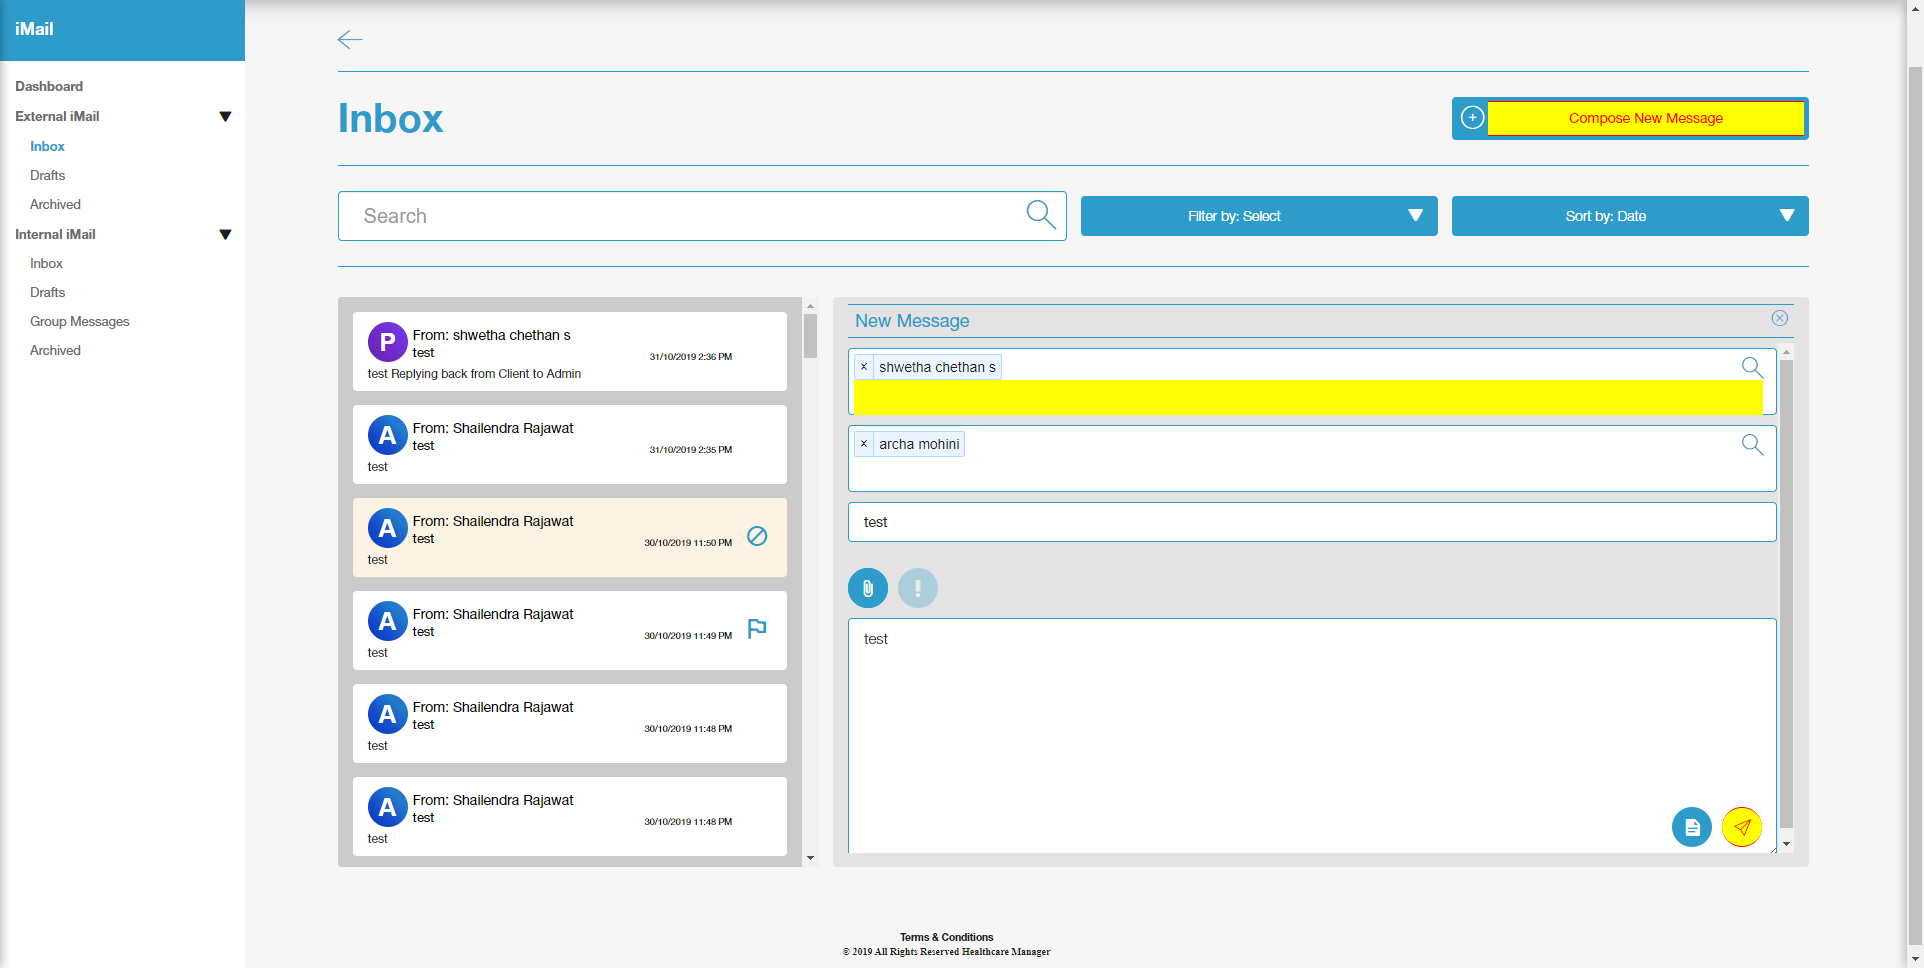 iMail
Dashboard
External iMail
Inbox
Drafts
Archived
Internal iMail
Inbox
Drafts
Group Messages
Archived
Inbox
Compose New Message
Search
Filter by: Select
Sort by: Date
P
From: shwetha chethan s
test
31/10/2019 2:36 PM
test Replying back from Client to Admin
A
From: Shailendra Rajawat
test
31/10/2019 2:35 PM
test
A
From: Shailendra Rajawat
test
30/10/2019 11:50 PM
test
A
From: Shailendra Rajawat
test
30/10/2019 11:49 PM
test
A
From: Shailendra Rajawat
test
30/10/2019 11:48 PM
test
A
From: Shailendra Rajawat
test
30/10/2019 11:48 PM
test
New Message
× shwetha chethan s
× archa mohini
test
test
Terms & Conditions
© 2019 All Rights Reserved Healthcare Manager